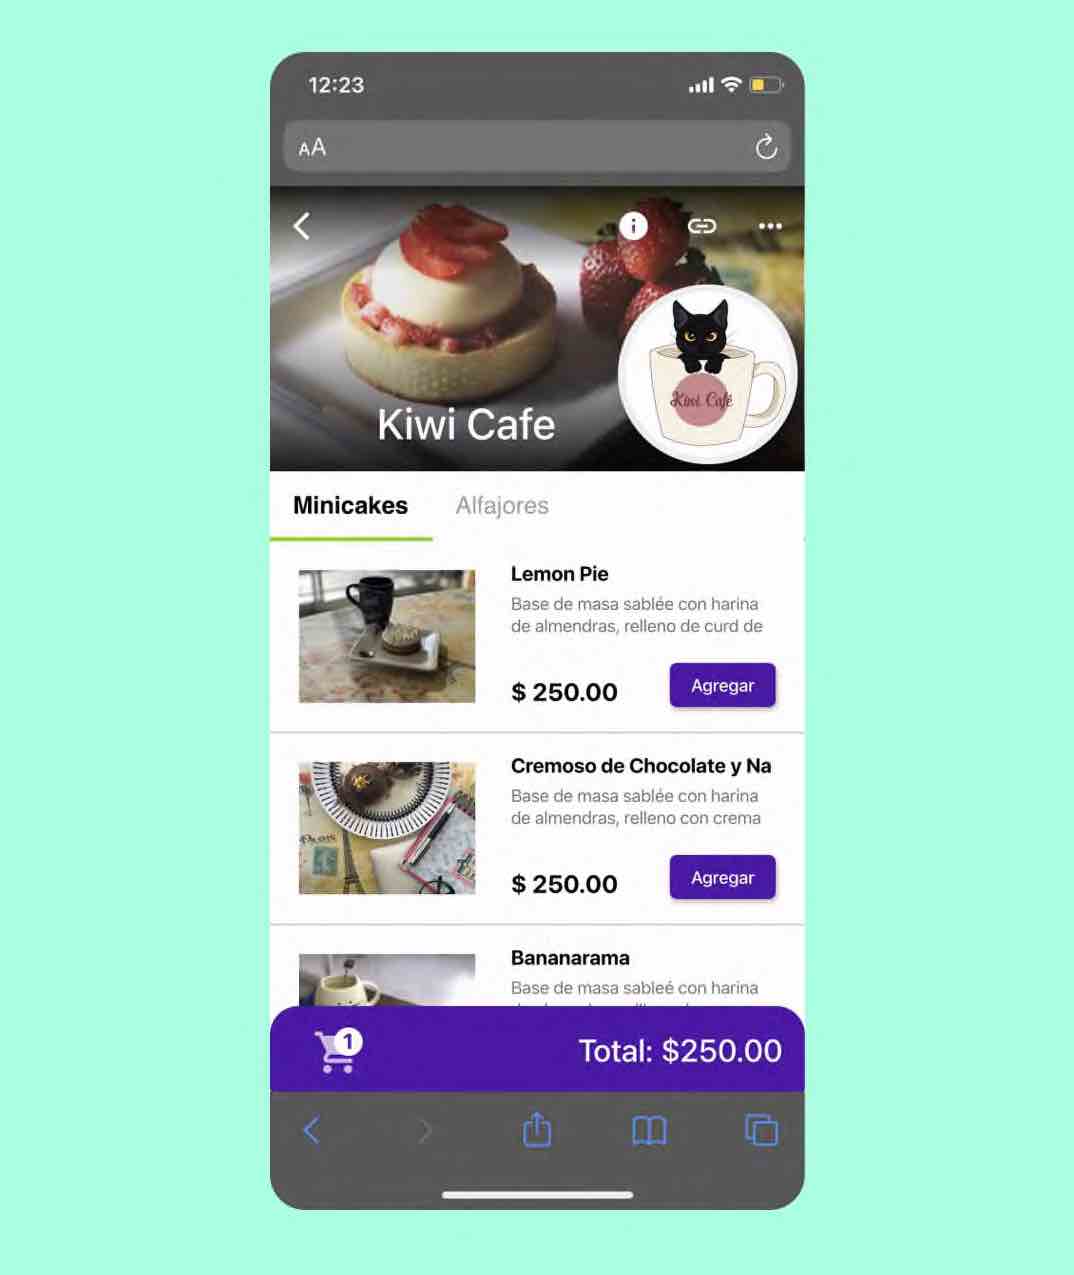 12:23
AA
Kiwi Café
Kiwi Cafe
Minicakes Alfajores
Lemon Pie
Base de masa sablée con harina
de almendras, relleno de curd de
$ 250.00 Agregar
Cremoso de Chocolate y Na
Base de masa sablée con harina
de almendras, relleno con crema
$ 250.00 Agregar
Bananarama
Base de masa sableé con harina
1 Total: $250.00